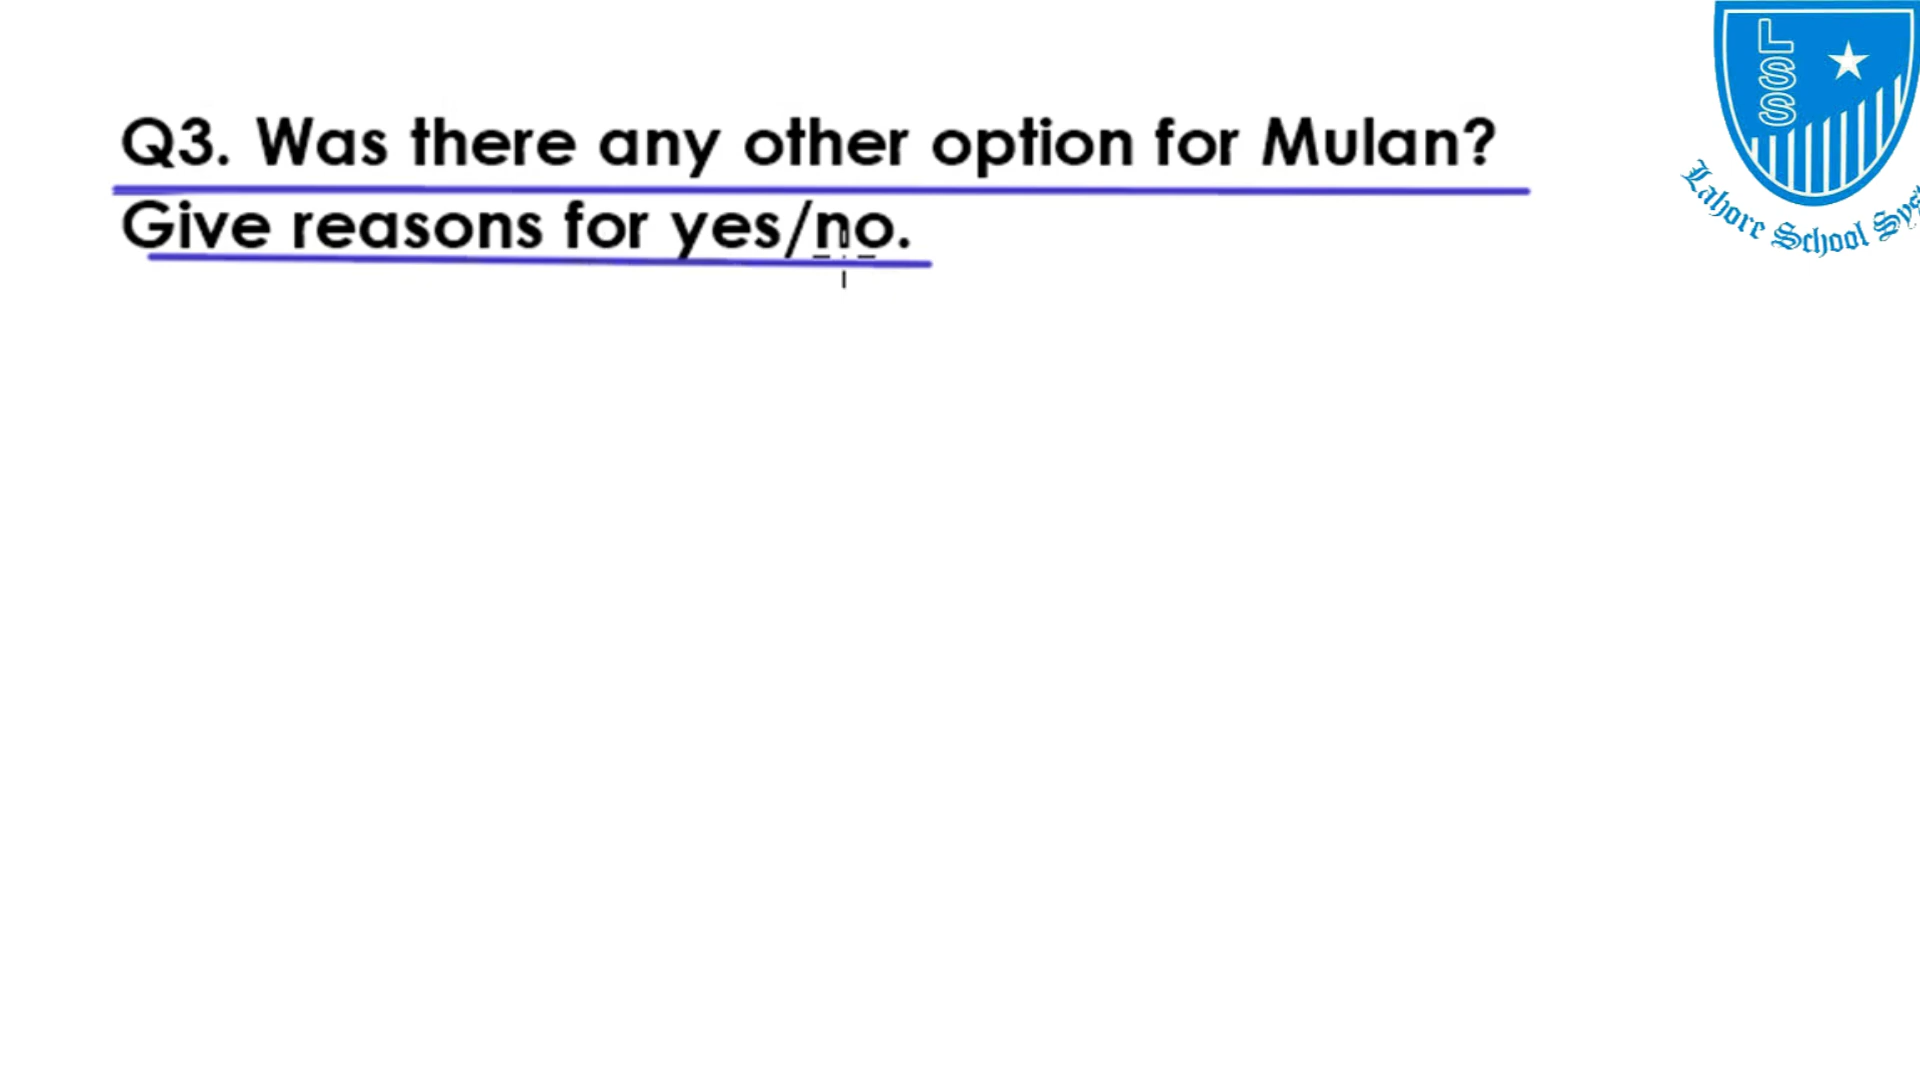 Q3. Was there any other option for Mulan?
Give reasons for yes/no.
LSS
Lahore School